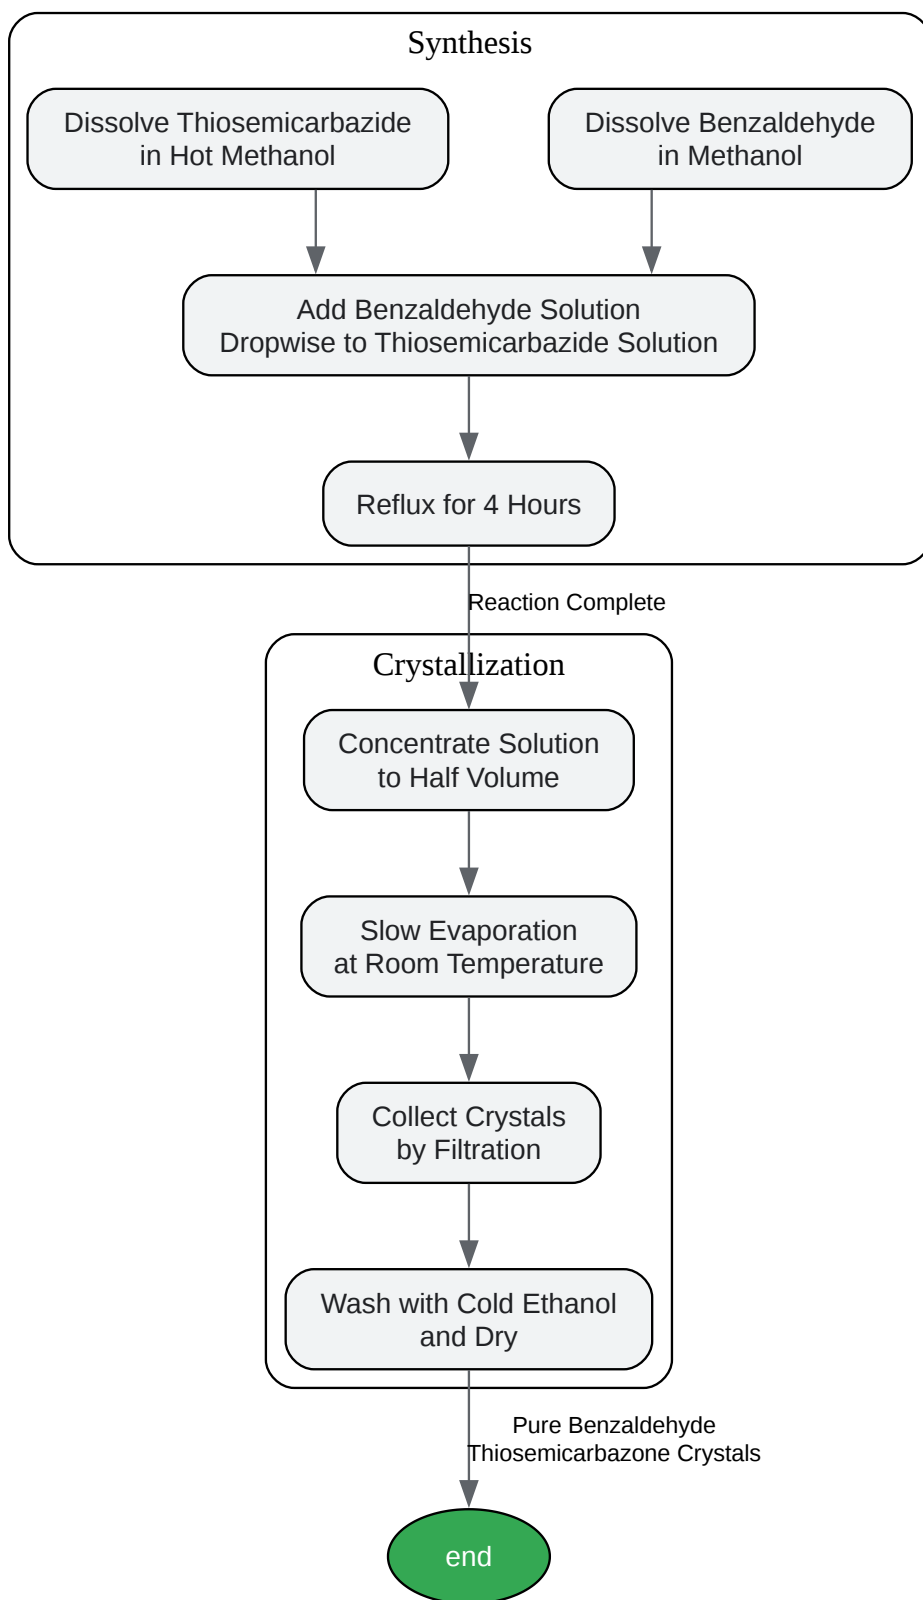 Synthesis
Dissolve Thiosemicarbazide
in Hot Methanol
Dissolve Benzaldehyde
in Methanol
Add Benzaldehyde Solution
Dropwise to Thiosemicarbazide Solution
Reflux for 4 Hours
Reaction Complete
Crystallization
Concentrate Solution
to Half Volume
Slow Evaporation
at Room Temperature
Collect Crystals
by Filtration
Wash with Cold Ethanol
and Dry
Pure Benzaldehyde
Thiosemicarbazone Crystals
end